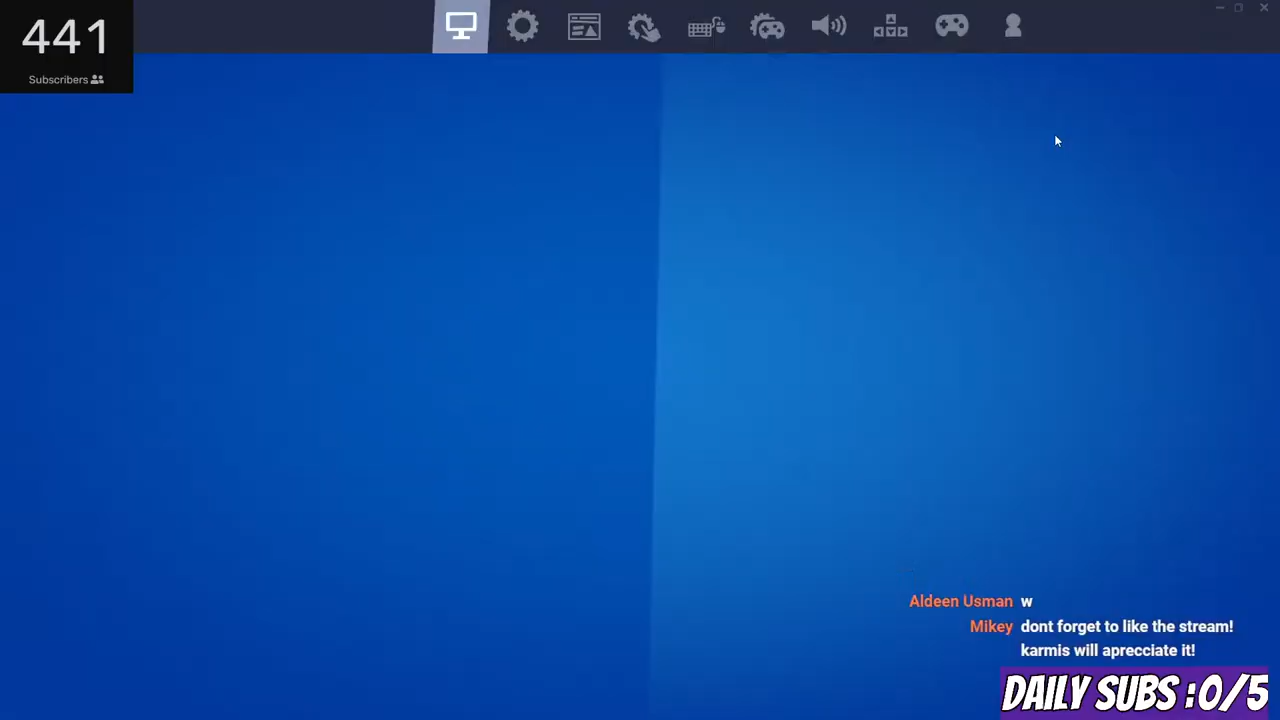 441
Subscribers
Aldeen Usman w
Mikey dont forget to like the stream!
karmis will aprecciate it!
DAILY SUBS :0/5